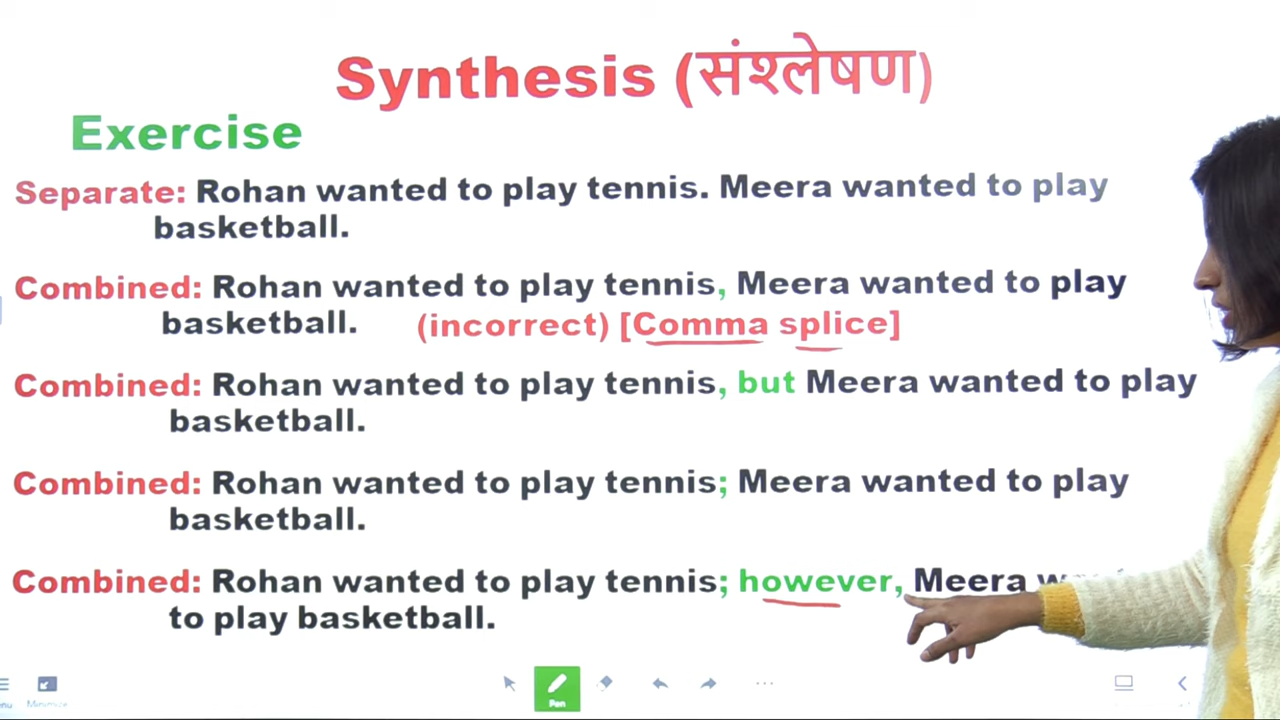 Synthesis (संश्लेषण)
Exercise
Separate: Rohan wanted to play tennis. Meera wanted to play
basketball.
Combined: Rohan wanted to play tennis, Meera wanted to play
basketball. (incorrect) [Comma splice]
Combined: Rohan wanted to play tennis, but Meera wanted to play
basketball.
Combined: Rohan wanted to play tennis; Meera wanted to play
basketball.
Combined: Rohan wanted to play tennis; however, Meera
to play basketball.
Minimize
Pen